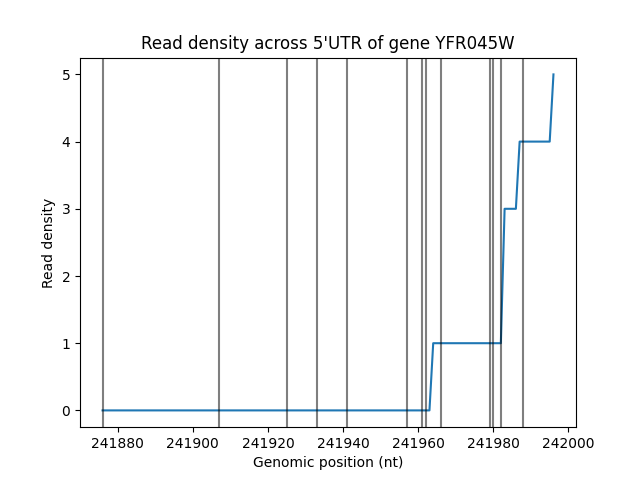 Read density across 5'UTR of gene YFR045W
5
4
3
2
1
0
Read density
241880 241900 241920 241940 241960 241980 242000
Genomic position (nt)